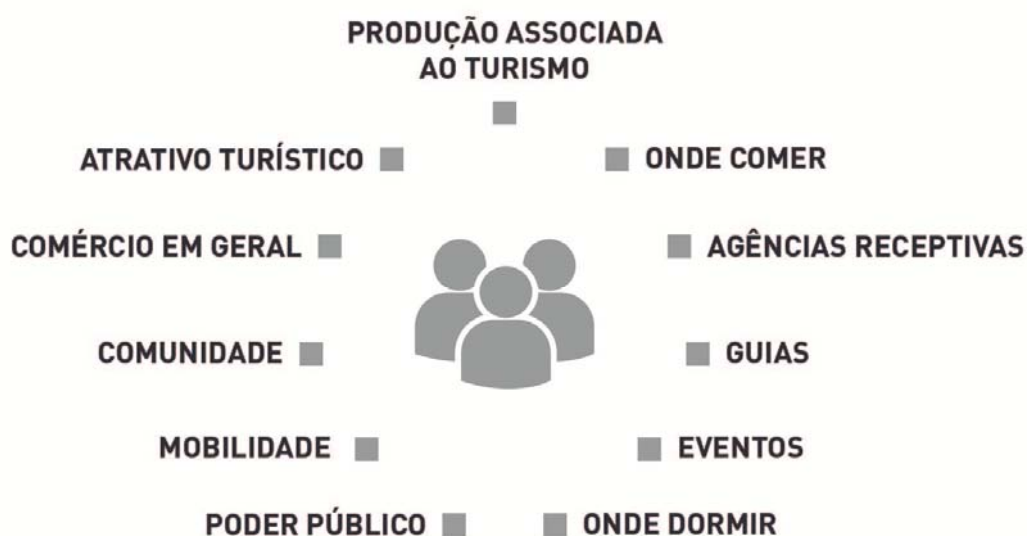 PRODUÇÃO ASSOCIADA
AO TURISMO
ATRATIVO TURÍSTICO
ONDE COMER
COMÉRCIO EM GERAL
AGÊNCIAS RECEPTIVAS
COMUNIDADE
GUIAS
MOBILIDADE
EVENTOS
PODER PÚBLICO
ONDE DORMIR